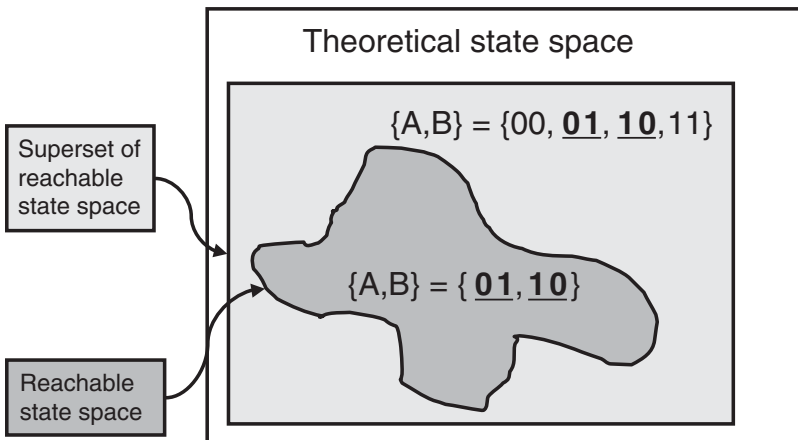 Theoretical state space
{A,B} = {00, 01, 10,11}
Superset of
reachable
state space
{A,B} = { 01, 10}
Reachable
state space